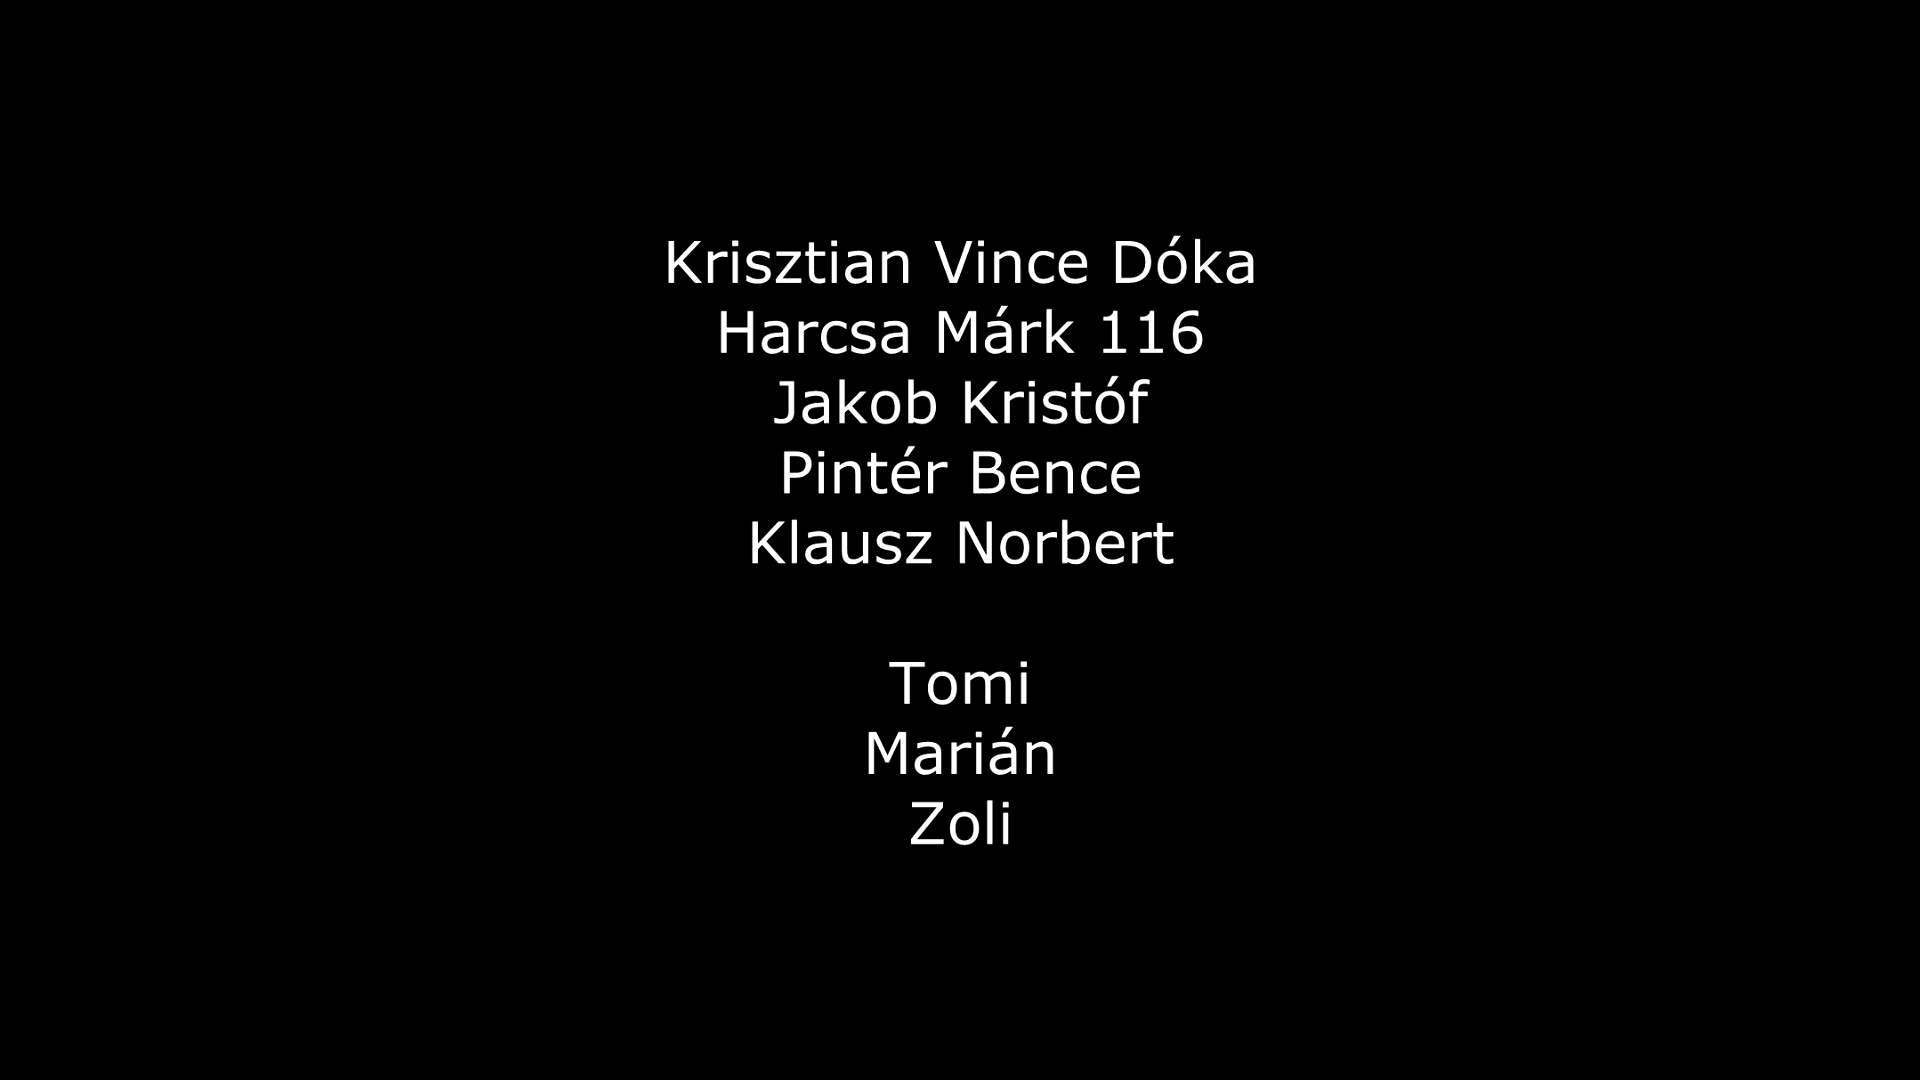 Krisztian Vince Dóka
Harcsa Márk 116
Jakob Kristóf
Pintér Bence
Klausz Norbert
Tomi
Marián
Zoli